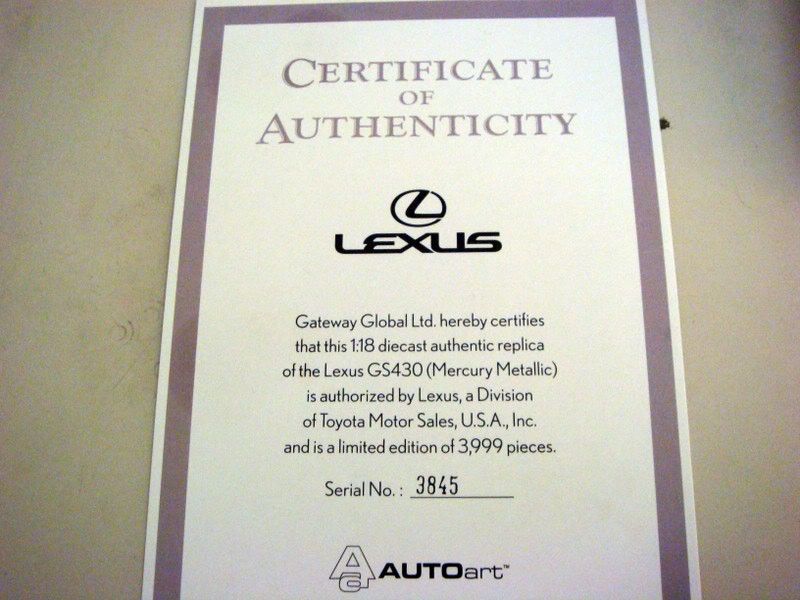 CERTIFICATE
OF
AUTHENTICITY
LEXUS
Gateway Global Ltd. hereby certifies
that this 1:18 diecast authentic replica
of the Lexus GS430 (Mercury Metallic)
is authorized by Lexus, a Division
of Toyota Motor Sales, U.S.A., Inc.
and is a limited edition of 3,999 pieces.
Serial No. : 3845
AUTOart™